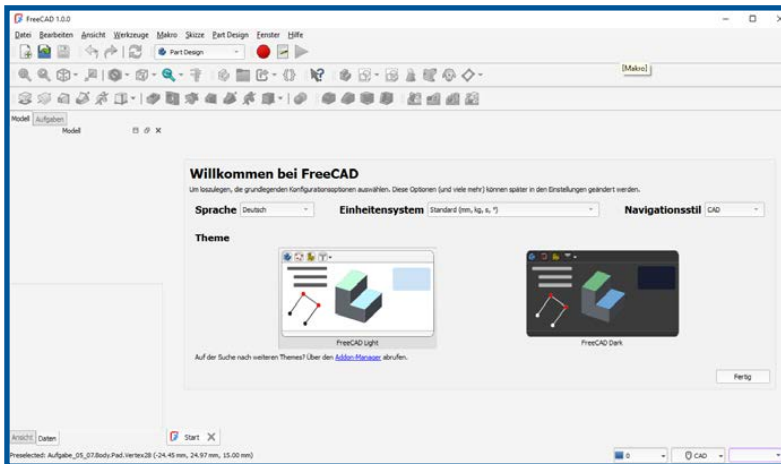 FreeCAD 1.0.0
Datei Bearbeiten Ansicht Werkzeuge Makro Skizze Part Design Fenster Hilfe
Part Design
[Makro]
Modell Aufgaben
Modell
Willkommen bei FreeCAD
Um loszulegen, die grundlegenden Konfigurationsoptionen auswählen. Diese Optionen (und viele mehr) können später in den Einstellungen geändert werden.
Sprache Deutsch Einheitensystem Standard (mm, kg, s, °) Navigationsstil CAD
Theme
FreeCAD Light FreeCAD Dark
Auf der Suche nach weiteren Themes? Über den Addon-Manager abrufen.
Fertig
Ansicht Daten Start
Preselected: Aufgabe_05_07.Body.Pad.Vertex28 (-24.45 mm, 24.97 mm, 15.00 mm) 0 CAD